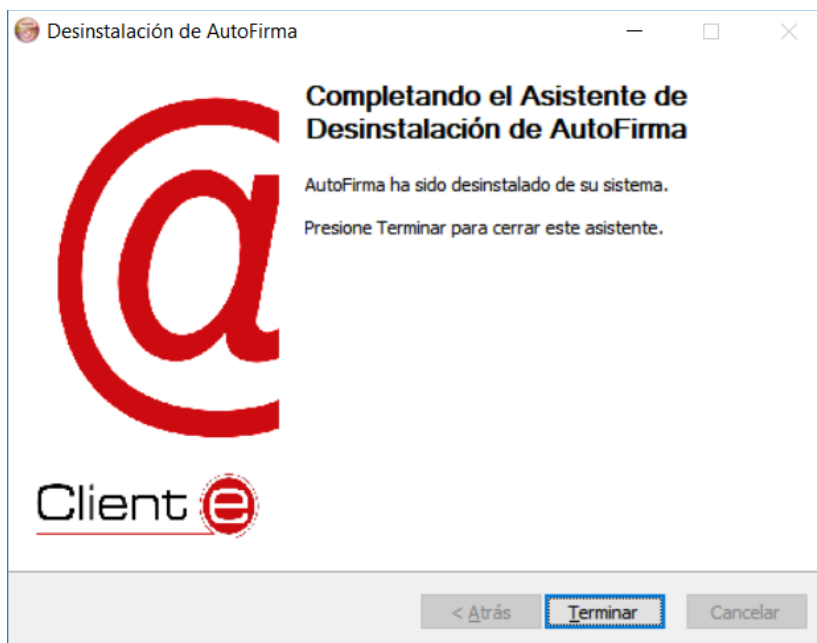 Desinstalación de AutoFirma
Completando el Asistente de
Desinstalación de AutoFirma
AutoFirma ha sido desinstalado de su sistema.
Presione Terminar para cerrar este asistente.
@
Client e
< Atrás
Terminar
Cancelar